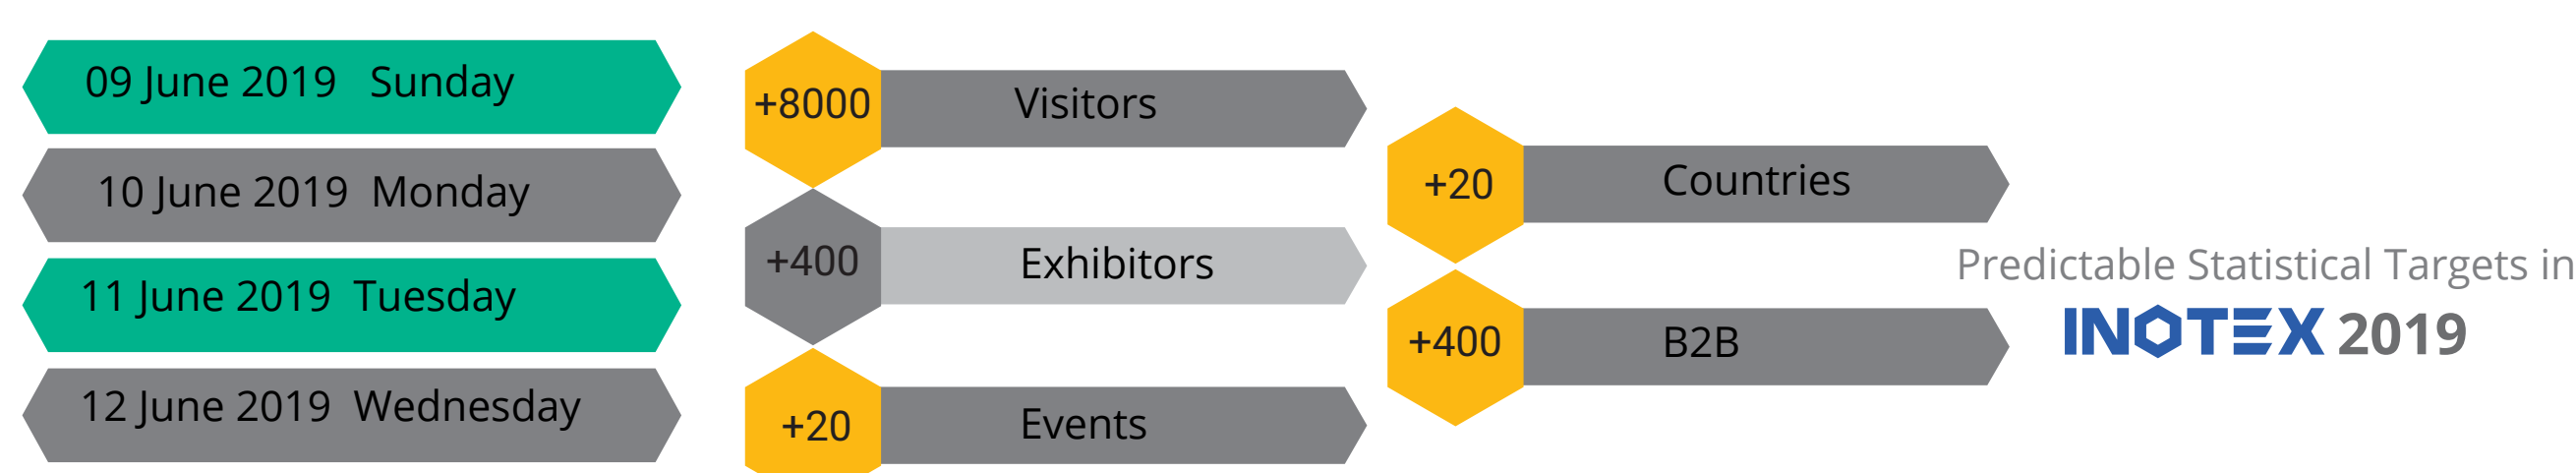 09 June 2019 Sunday
10 June 2019 Monday
11 June 2019 Tuesday
12 June 2019 Wednesday
+8000 Visitors
+400 Exhibitors
+20 Events
+20 Countries
+400 B2B
Predictable Statistical Targets in
INOTEX 2019